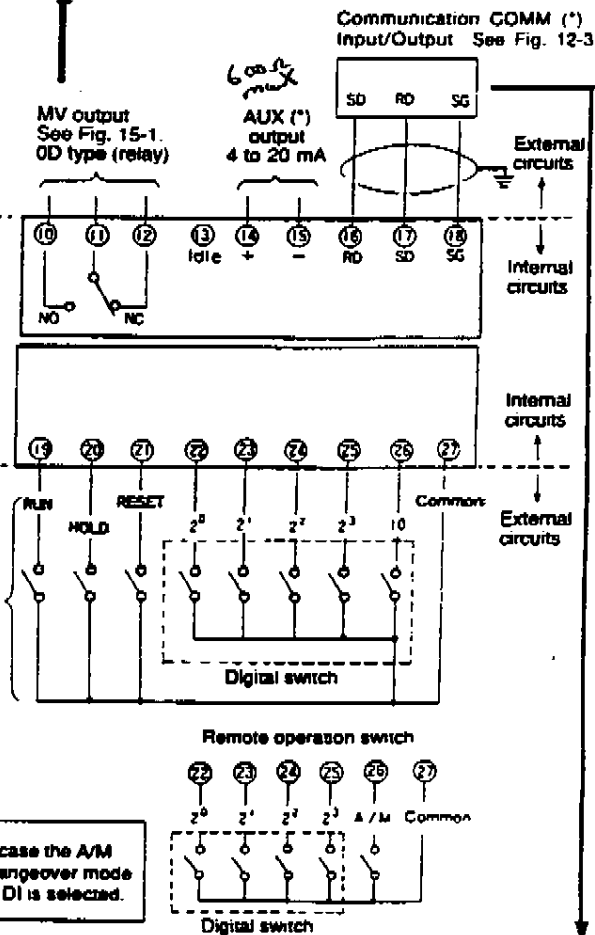 Communication COMM (*)
Input/Output See Fig. 12-3
600Ω
max
SD RD SG
MV output
See Fig. 15-1.
0D type (relay)
AUX (*)
output
4 to 20 mA
External
circuits
10 11 12 13 14 15 16 17 18
Idle + − RD SD SG
NO NC
Internal
circuits
Internal
circuits
19 20 21 22 23 24 25 26 27
RUN HOLD RESET 2⁰ 2¹ 2² 2³ 10 Common
External
circuits
Digital switch
Remote operation switch
22 23 24 25 26 27
2⁰ 2¹ 2² 2³ A/M Common
case the A/M
angeover mode
DI is selected.
Digital switch